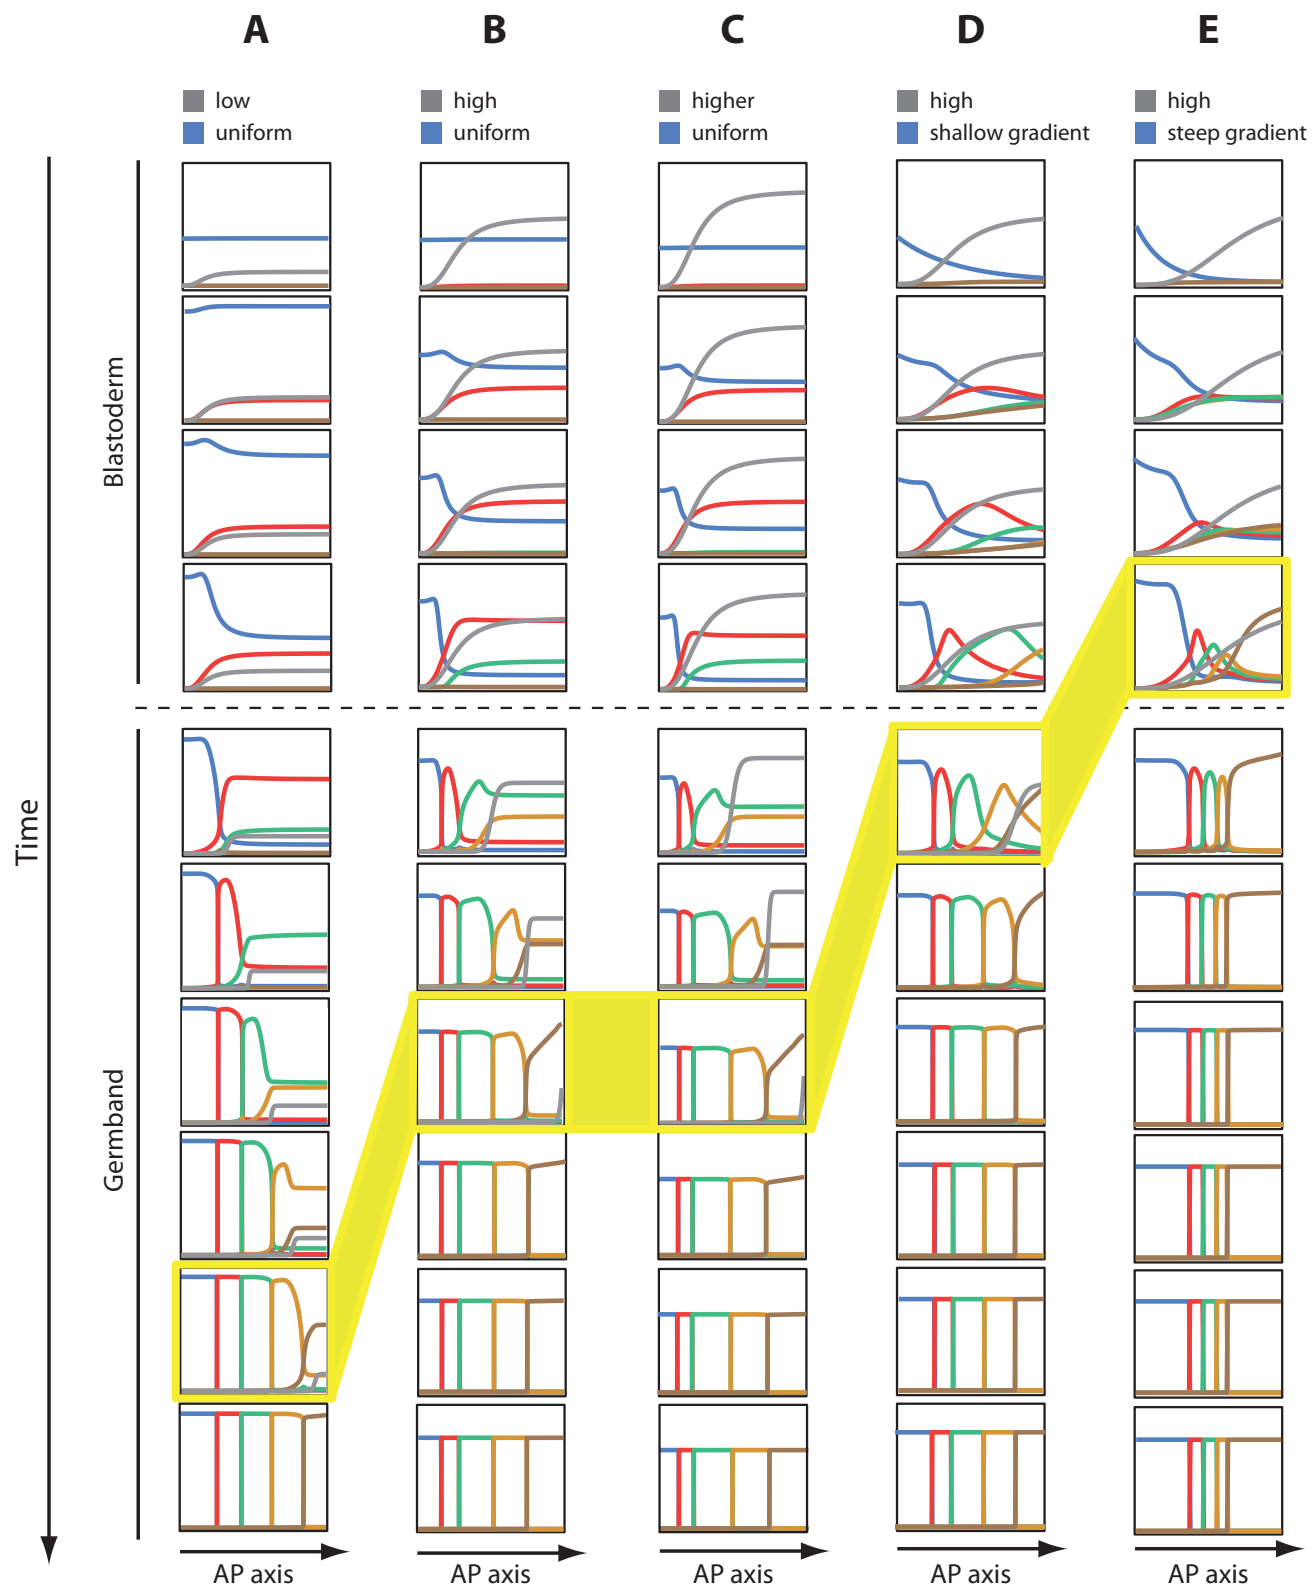 A B C D E
low high higher high high
uniform uniform uniform shallow gradient steep gradient
Blastoderm
Time
Germband
AP axis AP axis AP axis AP axis AP axis